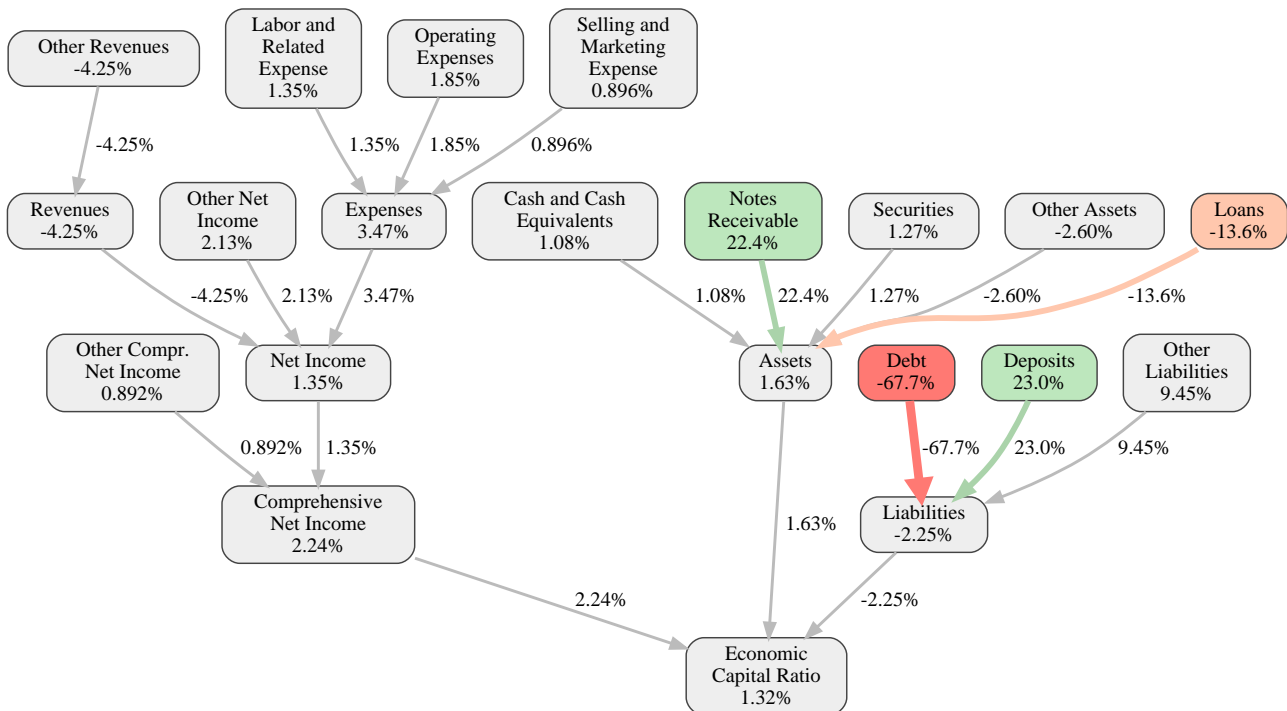 Other Revenues
-4.25%
Labor and
Related
Expense
1.35%
Operating
Expenses
1.85%
Selling and
Marketing
Expense
0.896%
-4.25%
1.35%
1.85%
0.896%
Revenues
-4.25%
Other Net
Income
2.13%
Expenses
3.47%
Cash and Cash
Equivalents
1.08%
Notes
Receivable
22.4%
Securities
1.27%
Other Assets
-2.60%
Loans
-13.6%
-4.25%
2.13%
3.47%
1.08%
22.4%
1.27%
-2.60%
-13.6%
Other Compr.
Net Income
0.892%
Net Income
1.35%
Assets
1.63%
Debt
-67.7%
Deposits
23.0%
Other
Liabilities
9.45%
0.892%
1.35%
-67.7%
23.0%
9.45%
Comprehensive
Net Income
2.24%
1.63%
Liabilities
-2.25%
2.24%
-2.25%
Economic
Capital Ratio
1.32%